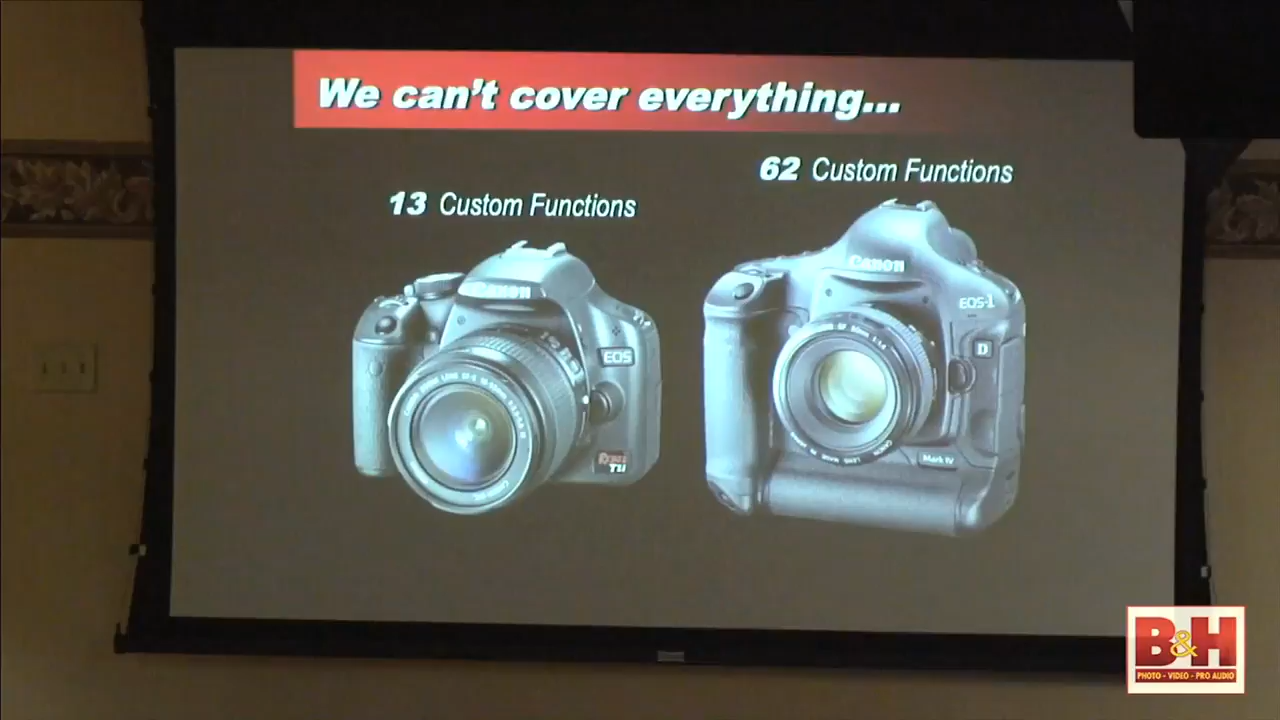 We can't cover everything...
62 Custom Functions
13 Custom Functions
Canon
Canon
EOS-1
EOS
D
T1i
Mark IV
B&H
PHOTO - VIDEO - PRO AUDIO